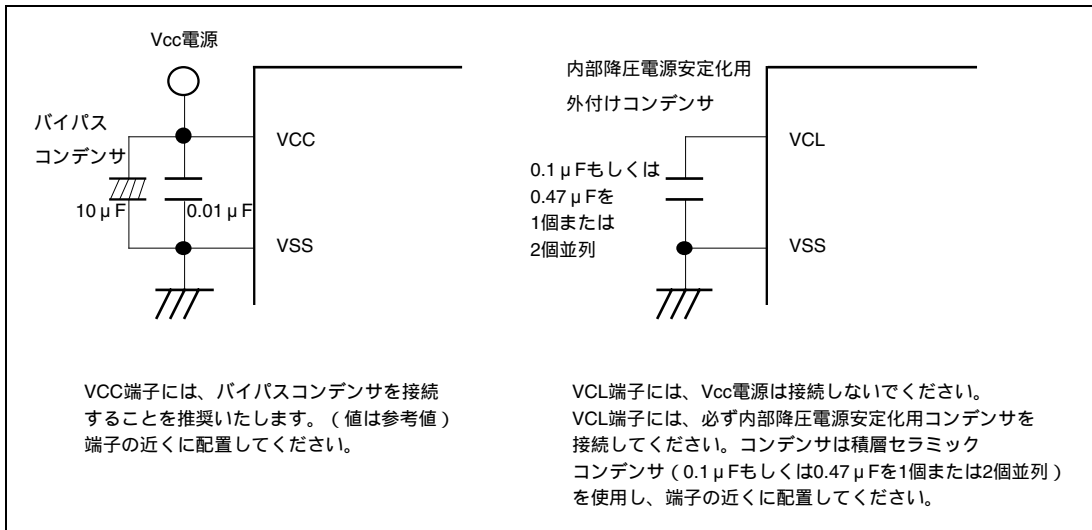 Vcc電源
バイパス
コンデンサ
VCC
10μF
0.01μF
VSS
VCC端子には、バイパスコンデンサを接続
することを推奨いたします。(値は参考値)
端子の近くに配置してください。
内部降圧電源安定化用
外付けコンデンサ
VCL
0.1μFもしくは
0.47μFを
1個または
2個並列
VSS
VCL端子には、Vcc電源は接続しないでください。
VCL端子には、必ず内部降圧電源安定化用コンデンサを
接続してください。コンデンサは積層セラミック
コンデンサ(0.1μFもしくは0.47μFを1個または2個並列)
を使用し、端子の近くに配置してください。